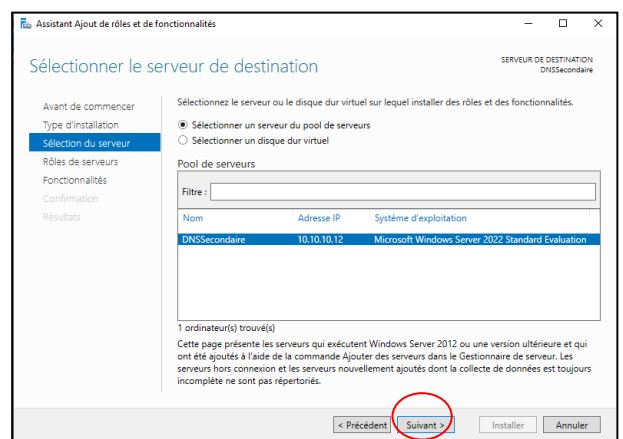 Assistant Ajout de rôles et de fonctionnalités
Sélectionner le serveur de destination
SERVEUR DE DESTINATION
DNSSecondaire
Avant de commencer
Type d'installation
Sélection du serveur
Rôles de serveurs
Fonctionnalités
Confirmation
Résultats
Sélectionnez le serveur ou le disque dur virtuel sur lequel installer des rôles et des fonctionnalités.
Sélectionner un serveur du pool de serveurs
Sélectionner un disque dur virtuel
Pool de serveurs
Filtre :
Nom Adresse IP Système d'exploitation
DNSSecondaire 10.10.10.12 Microsoft Windows Server 2022 Standard Evaluation
1 ordinateur(s) trouvé(s)
Cette page présente les serveurs qui exécutent Windows Server 2012 ou une version ultérieure et qui
ont été ajoutés à l'aide de la commande Ajouter des serveurs dans le Gestionnaire de serveur. Les
serveurs hors connexion et les serveurs nouvellement ajoutés dont la collecte de données est toujours
incomplète ne sont pas répertoriés.
< Précédent Suivant > Installer Annuler